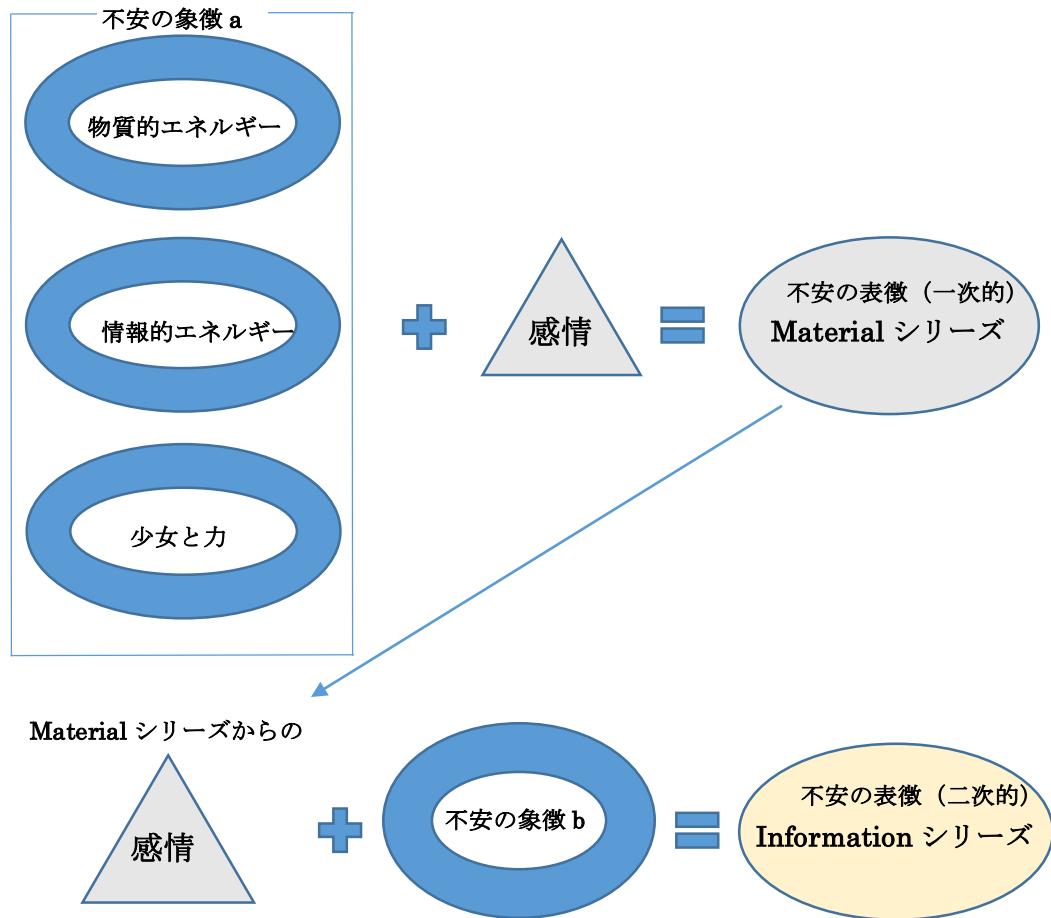 不安の象徴 a
物質的エネルギー
情報的エネルギー
感情
不安の表徴（一次的）
Material シリーズ
少女と力
Material シリーズからの
感情
不安の象徴 b
不安の表徴（二次的）
Information シリーズ